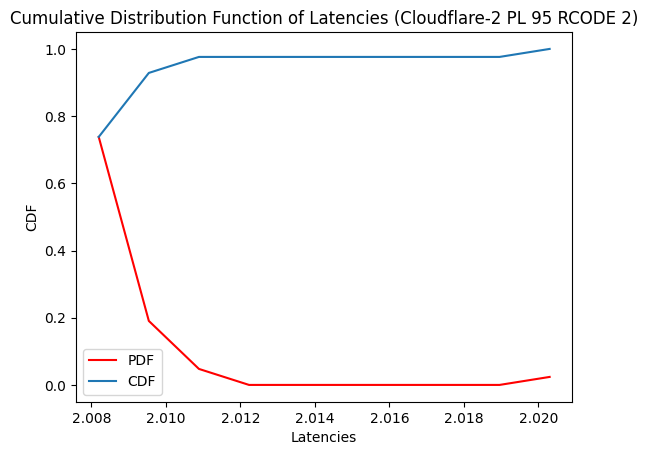 Cumulative Distribution Function of Latencies (Cloudflare-2 PL 95 RCODE 2)
1.0
0.8
0.6
0.4
0.2
0.0
CDF
PDF
CDF
2.008
2.010
2.012
2.014
2.016
2.018
2.020
Latencies